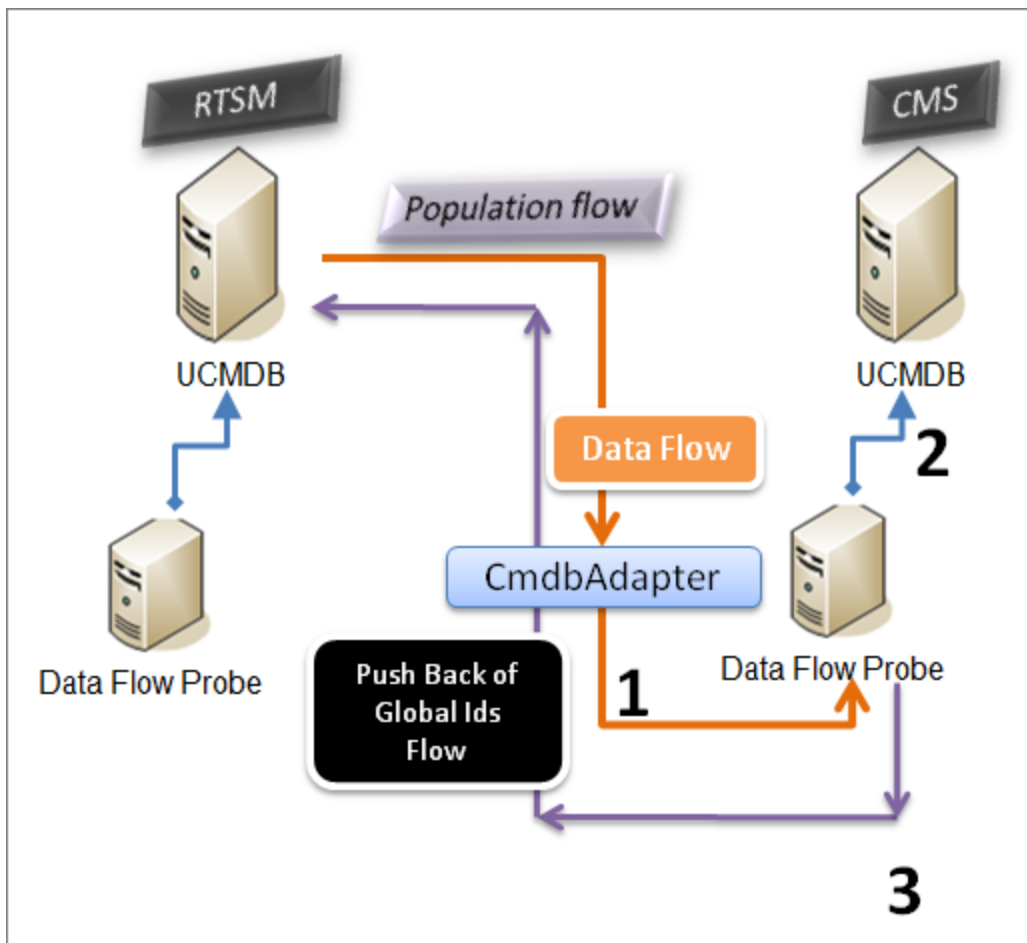 RTSM
CMS
Population flow
UCMDB
UCMDB
Data Flow
2
CmdbAdapter
Data Flow Probe
Data Flow Probe
Push Back of
Global Ids
Flow
1
3